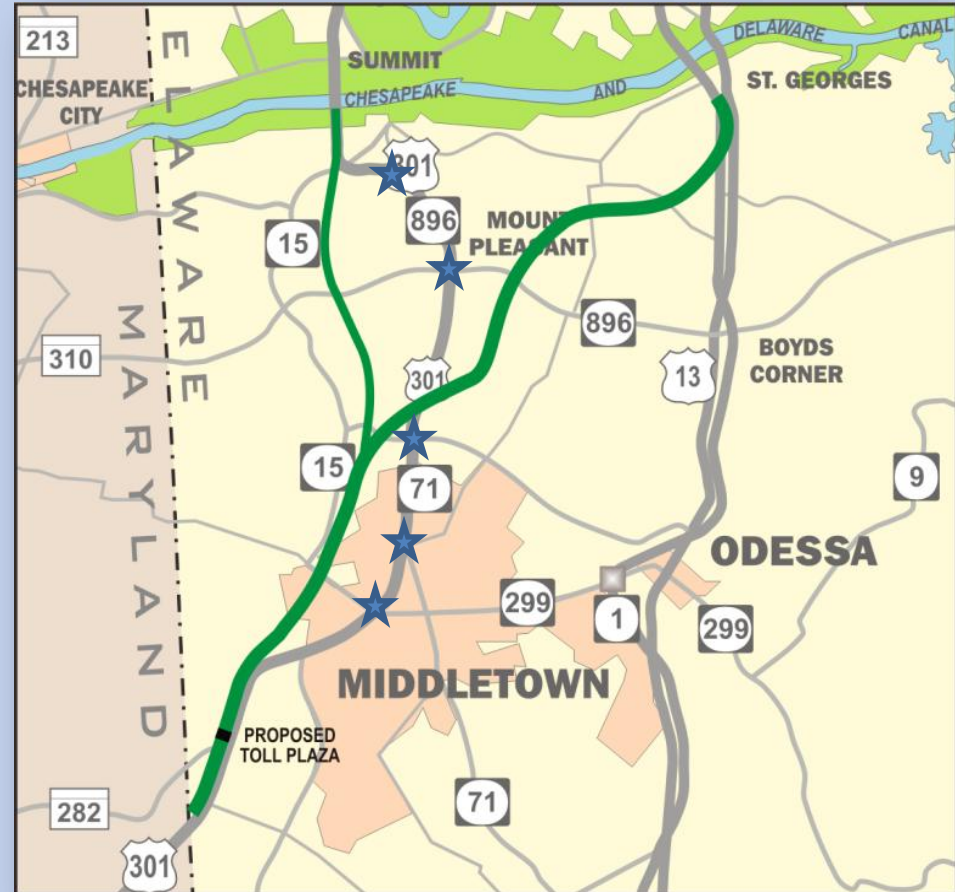 213
SUMMIT
DELAWARE
CANAL
CHESAPEAKE
AND
ST. GEORGES
CHESAPEAKE
CITY
ELAWARE
MARYLAND
301
896
MOUNT
PLEASANT
15
896
310
301
13
BOYDS
CORNER
15
71
9
ODESSA
299
1
299
MIDDLETOWN
PROPOSED
TOLL PLAZA
282
71
301